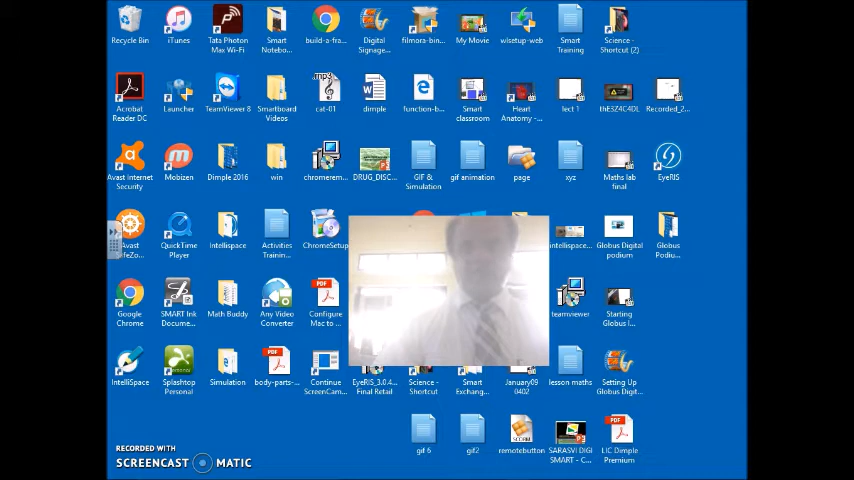 Recycle Bin
iTunes
Tata Photon
Max Wi-Fi
Smart
Notebo...
build-a-fra...
Digital
Signage...
filmora-bin...
My Movie
wisetup-web
Smart
Training
Science -
Shortcut (2)
Acrobat
Reader DC
Launcher
TeamViewer 8
Smartboard
Videos
.mp3
cat-01
dimple
function-b...
Smart
classroom
Heart
Anatomy -...
lect 1
thE3Z4C4DL
Recorded_2...
Avast Internet
Security
Mobizen
Dimple 2016
win
chromerem...
DRUG_DISC...
GIF &
Simulation
gif animation
page
xyz
Maths lab
final
EyeRIS
Avast
SafeZo...
QuickTime
Player
Intellispace
Activities
Trainin...
ChromeSetup
intellispace...
Globus Digital
podium
Globus
Podiu...
Google
Chrome
SMART Ink
Docume...
Math Buddy
Any Video
Converter
PDF
Configure
Mac to ...
teamviewer
Starting
Globus I...
IntelliSpace
Splashtop
Personal
Simulation
PDF
body-parts-...
Continue
ScreenCam...
EyeRIS_3.0.4...
Final Retail
Science -
Shortcut
Smart
Exchang...
January09
0402
lesson maths
Setting Up
Globus Digit...
gif 6
gif2
SCORM
remotebutton
SARASVI DIGI
SMART - C...
PDF
LIC Dimple
Premium
RECORDED WITH
SCREENCAST MATIC